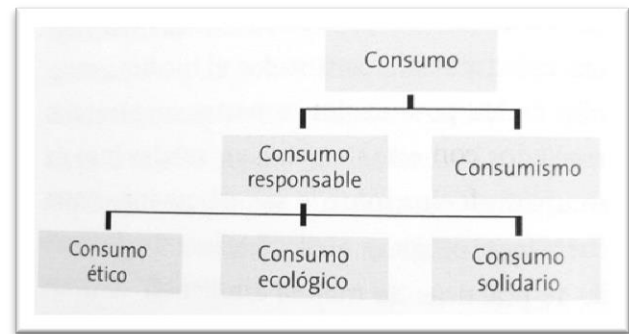 Consumo
Consumo
responsable
Consumismo
Consumo
ético
Consumo
ecológico
Consumo
solidario